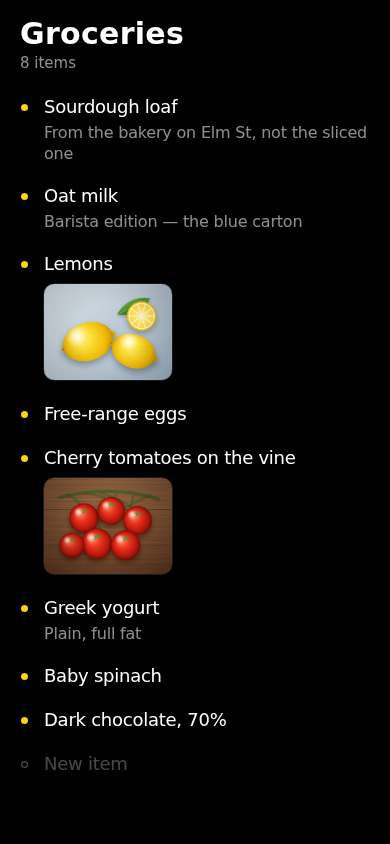 Groceries
8 items
Sourdough loaf
From the bakery on Elm St, not the sliced
one
Oat milk
Barista edition — the blue carton
Lemons
Free-range eggs
Cherry tomatoes on the vine
Greek yogurt
Plain, full fat
Baby spinach
Dark chocolate, 70%
New item